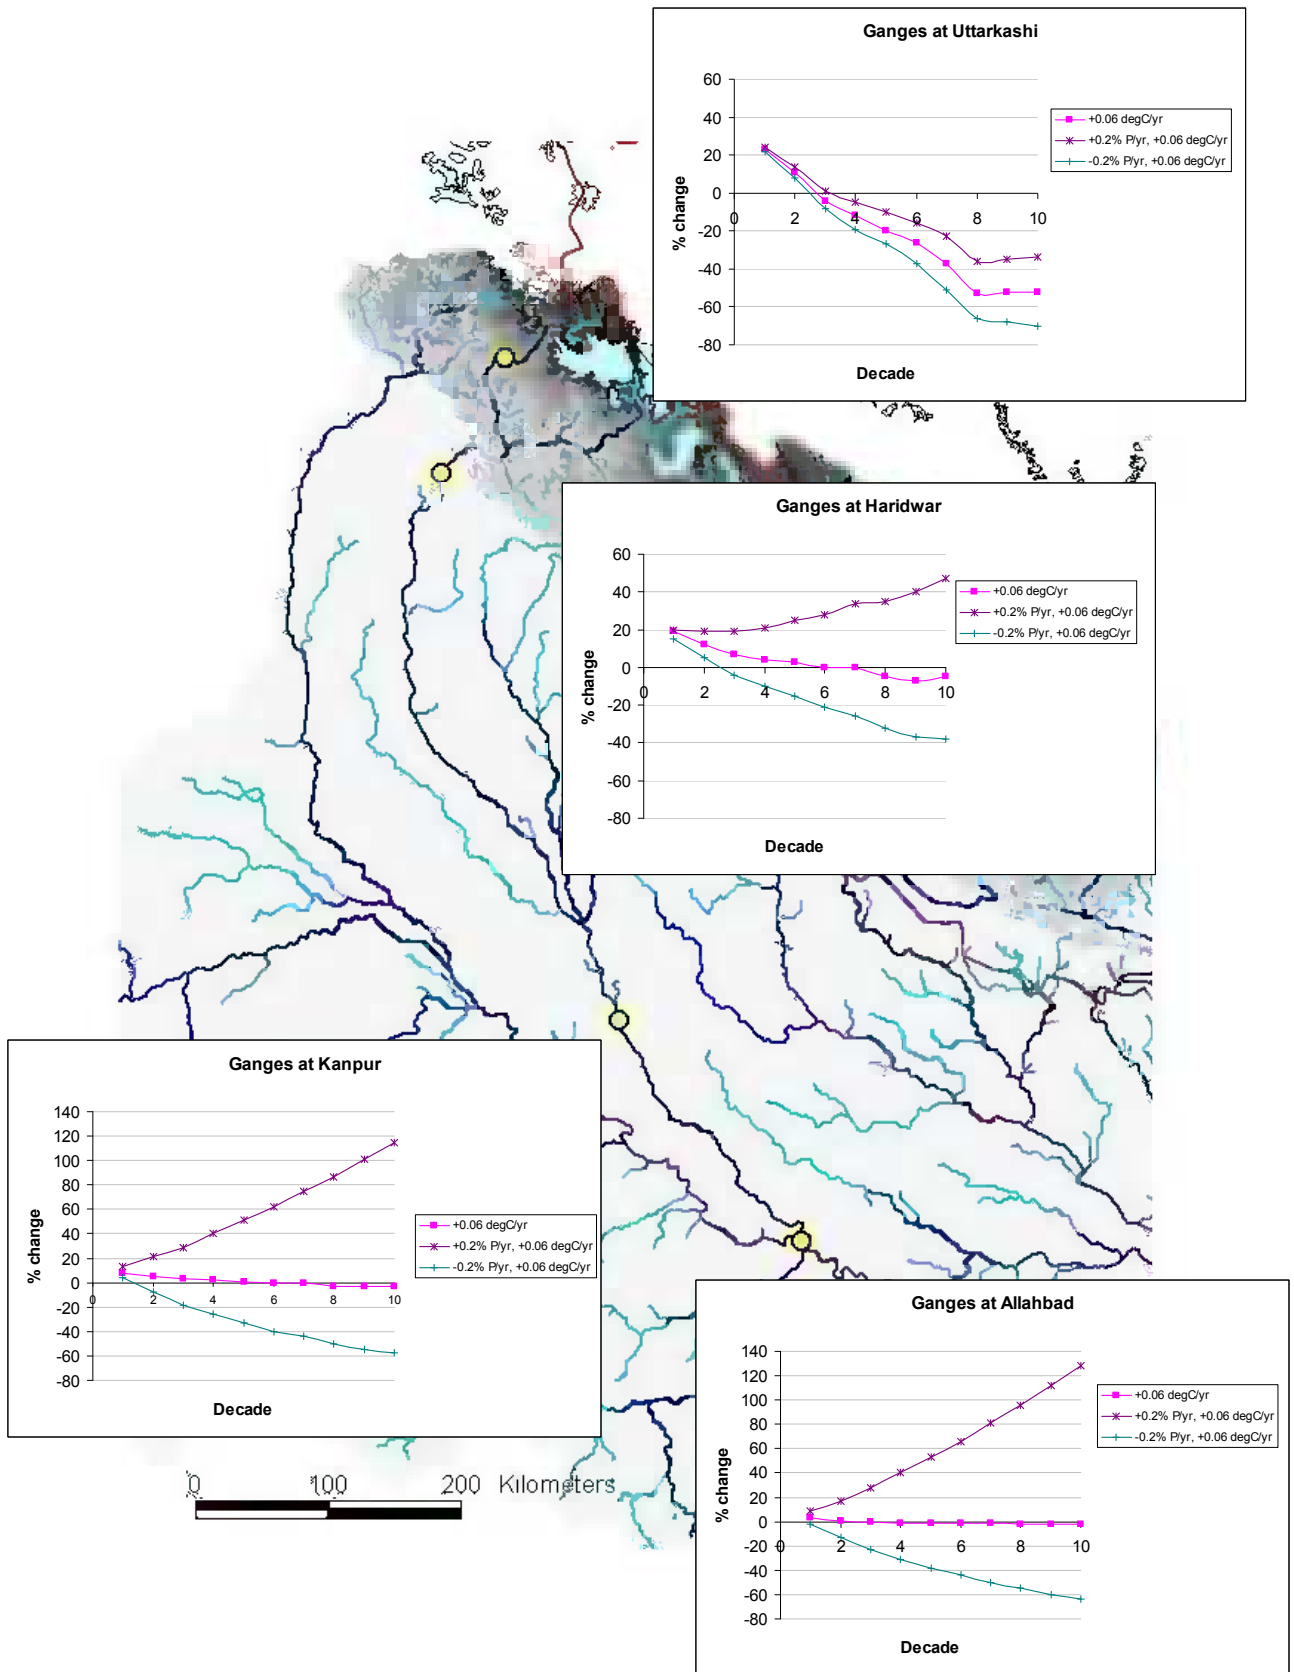 Ganges at Uttarkashi
60
40
20
0
-20
-40
-60
-80
0 2 4 6 8 10
% change
Decade
+0.06 degC/yr
+0.2% P/yr, +0.06 degC/yr
-0.2% P/yr, +0.06 degC/yr
Ganges at Haridwar
60
40
20
0
-20
-40
-60
-80
0 2 4 6 8 10
% change
Decade
+0.06 degC/yr
+0.2% P/yr, +0.06 degC/yr
-0.2% P/yr, +0.06 degC/yr
Ganges at Kanpur
140
120
100
80
60
40
20
0
-20
-40
-60
-80
0 2 4 6 8 10
% change
Decade
+0.06 degC/yr
+0.2% P/yr, +0.06 degC/yr
-0.2% P/yr, +0.06 degC/yr
Ganges at Allahbad
140
120
100
80
60
40
20
0
-20
-40
-60
-80
0 2 4 6 8 10
% change
Decade
+0.06 degC/yr
+0.2% P/yr, +0.06 degC/yr
-0.2% P/yr, +0.06 degC/yr
0 100 200 Kilometers